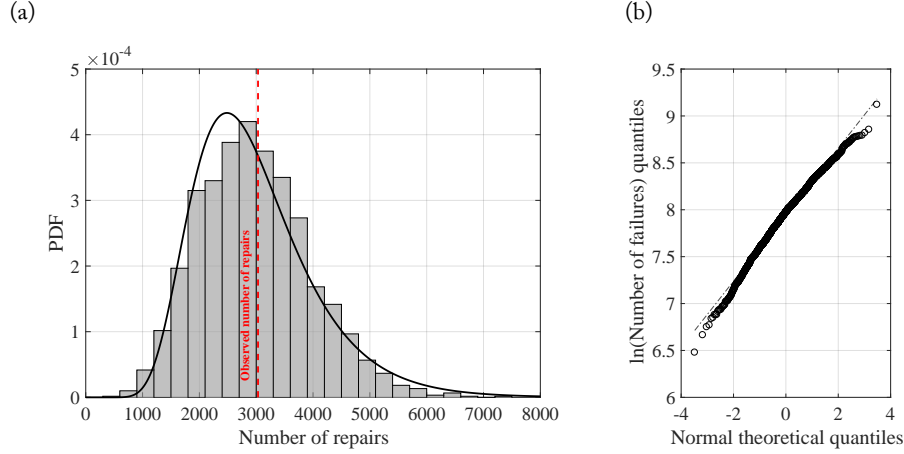 (a)
×10⁻⁴
5
4
3
2
1
0
PDF
Observed number of repairs
0 1000 2000 3000 4000 5000 6000 7000 8000
Number of repairs
(b)
9.5
9
8.5
8
7.5
7
6.5
6
ln(Number of failures) quantiles
-4 -2 0 2 4
Normal theoretical quantiles